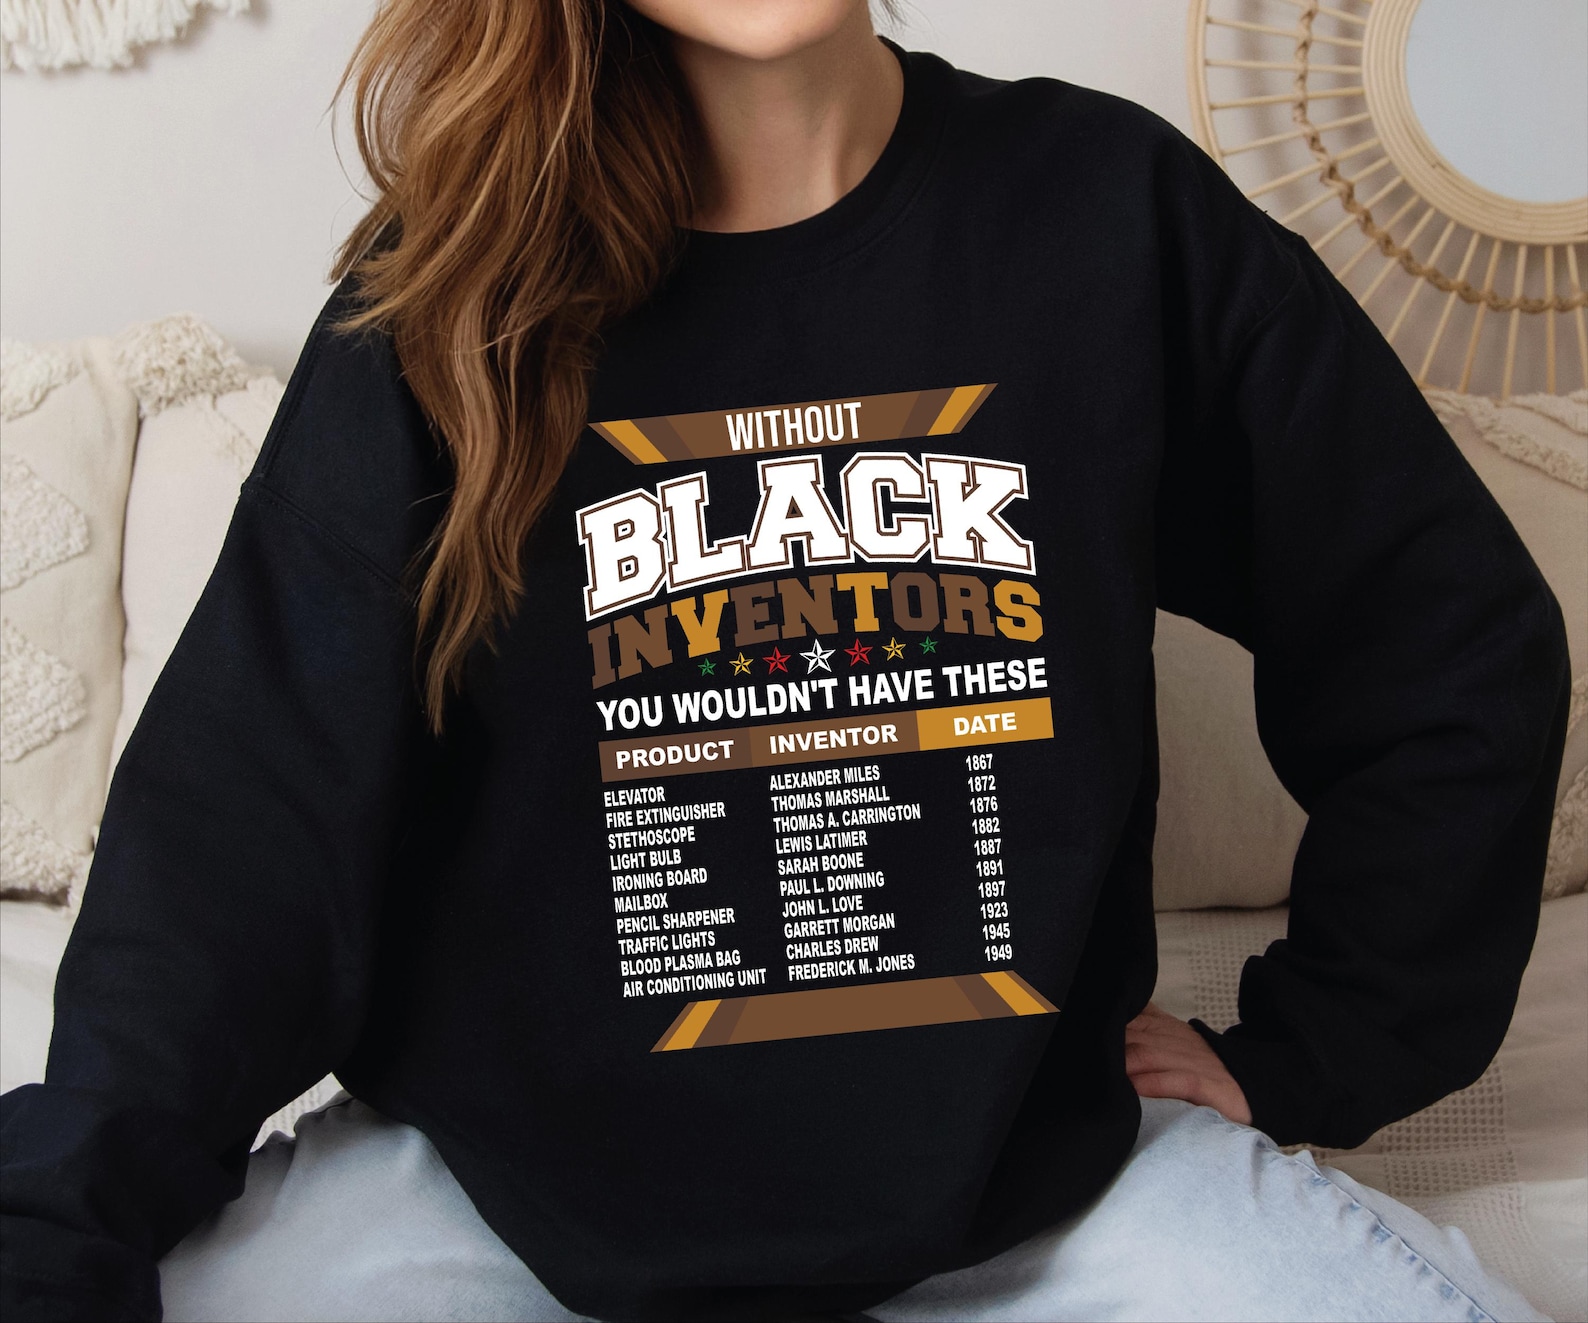 WITHOUT
BLACK
INVENTORS
YOU WOULDN'T HAVE THESE
PRODUCT INVENTOR DATE
ELEVATOR ALEXANDER MILES 1867
FIRE EXTINGUISHER THOMAS MARSHALL 1872
STETHOSCOPE THOMAS A. CARRINGTON 1876
LIGHT BULB LEWIS LATIMER 1882
IRONING BOARD SARAH BOONE 1887
MAILBOX PAUL L. DOWNING 1891
PENCIL SHARPENER JOHN L. LOVE 1897
TRAFFIC LIGHTS GARRETT MORGAN 1923
BLOOD PLASMA BAG CHARLES DREW 1945
AIR CONDITIONING UNIT FREDERICK M. JONES 1949